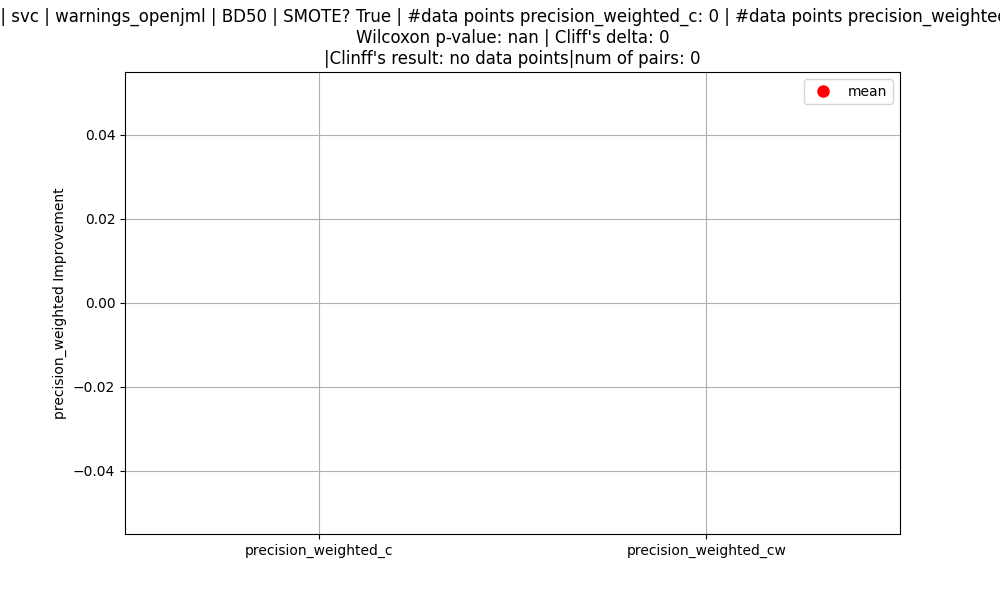 | svc | warnings_openjml | BD50 | SMOTE? True | #data points precision_weighted_c: 0 | #data points
Wilcoxon p-value: nan | Cliff's delta: 0
|Clinff's result: no data points|num of pairs: 0
mean
precision_weighted Improvement
0.04
0.02
0.00
−0.02
−0.04
precision_weighted_c
precision_weighted_cw